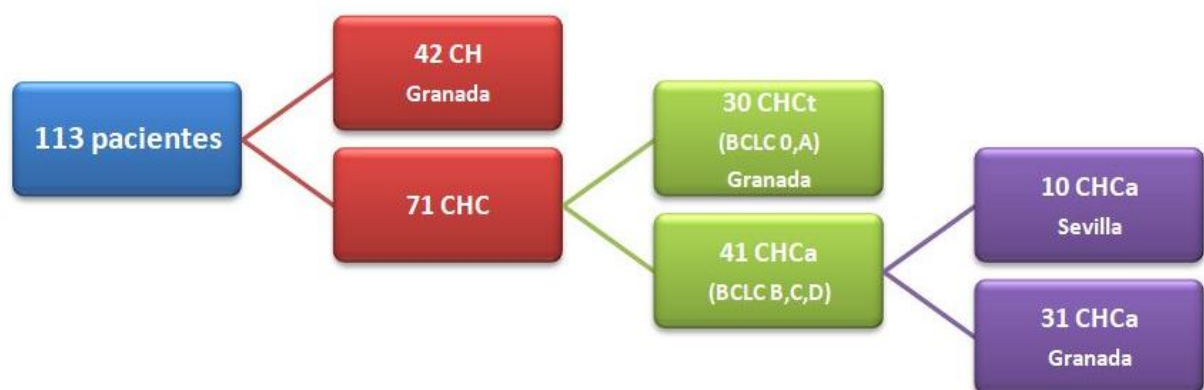 113 pacientes
42 CH
Granada
71 CHC
30 CHCt
(BCLC 0,A)
Granada
41 CHCa
(BCLC B,C,D)
10 CHCa
Sevilla
31 CHCa
Granada